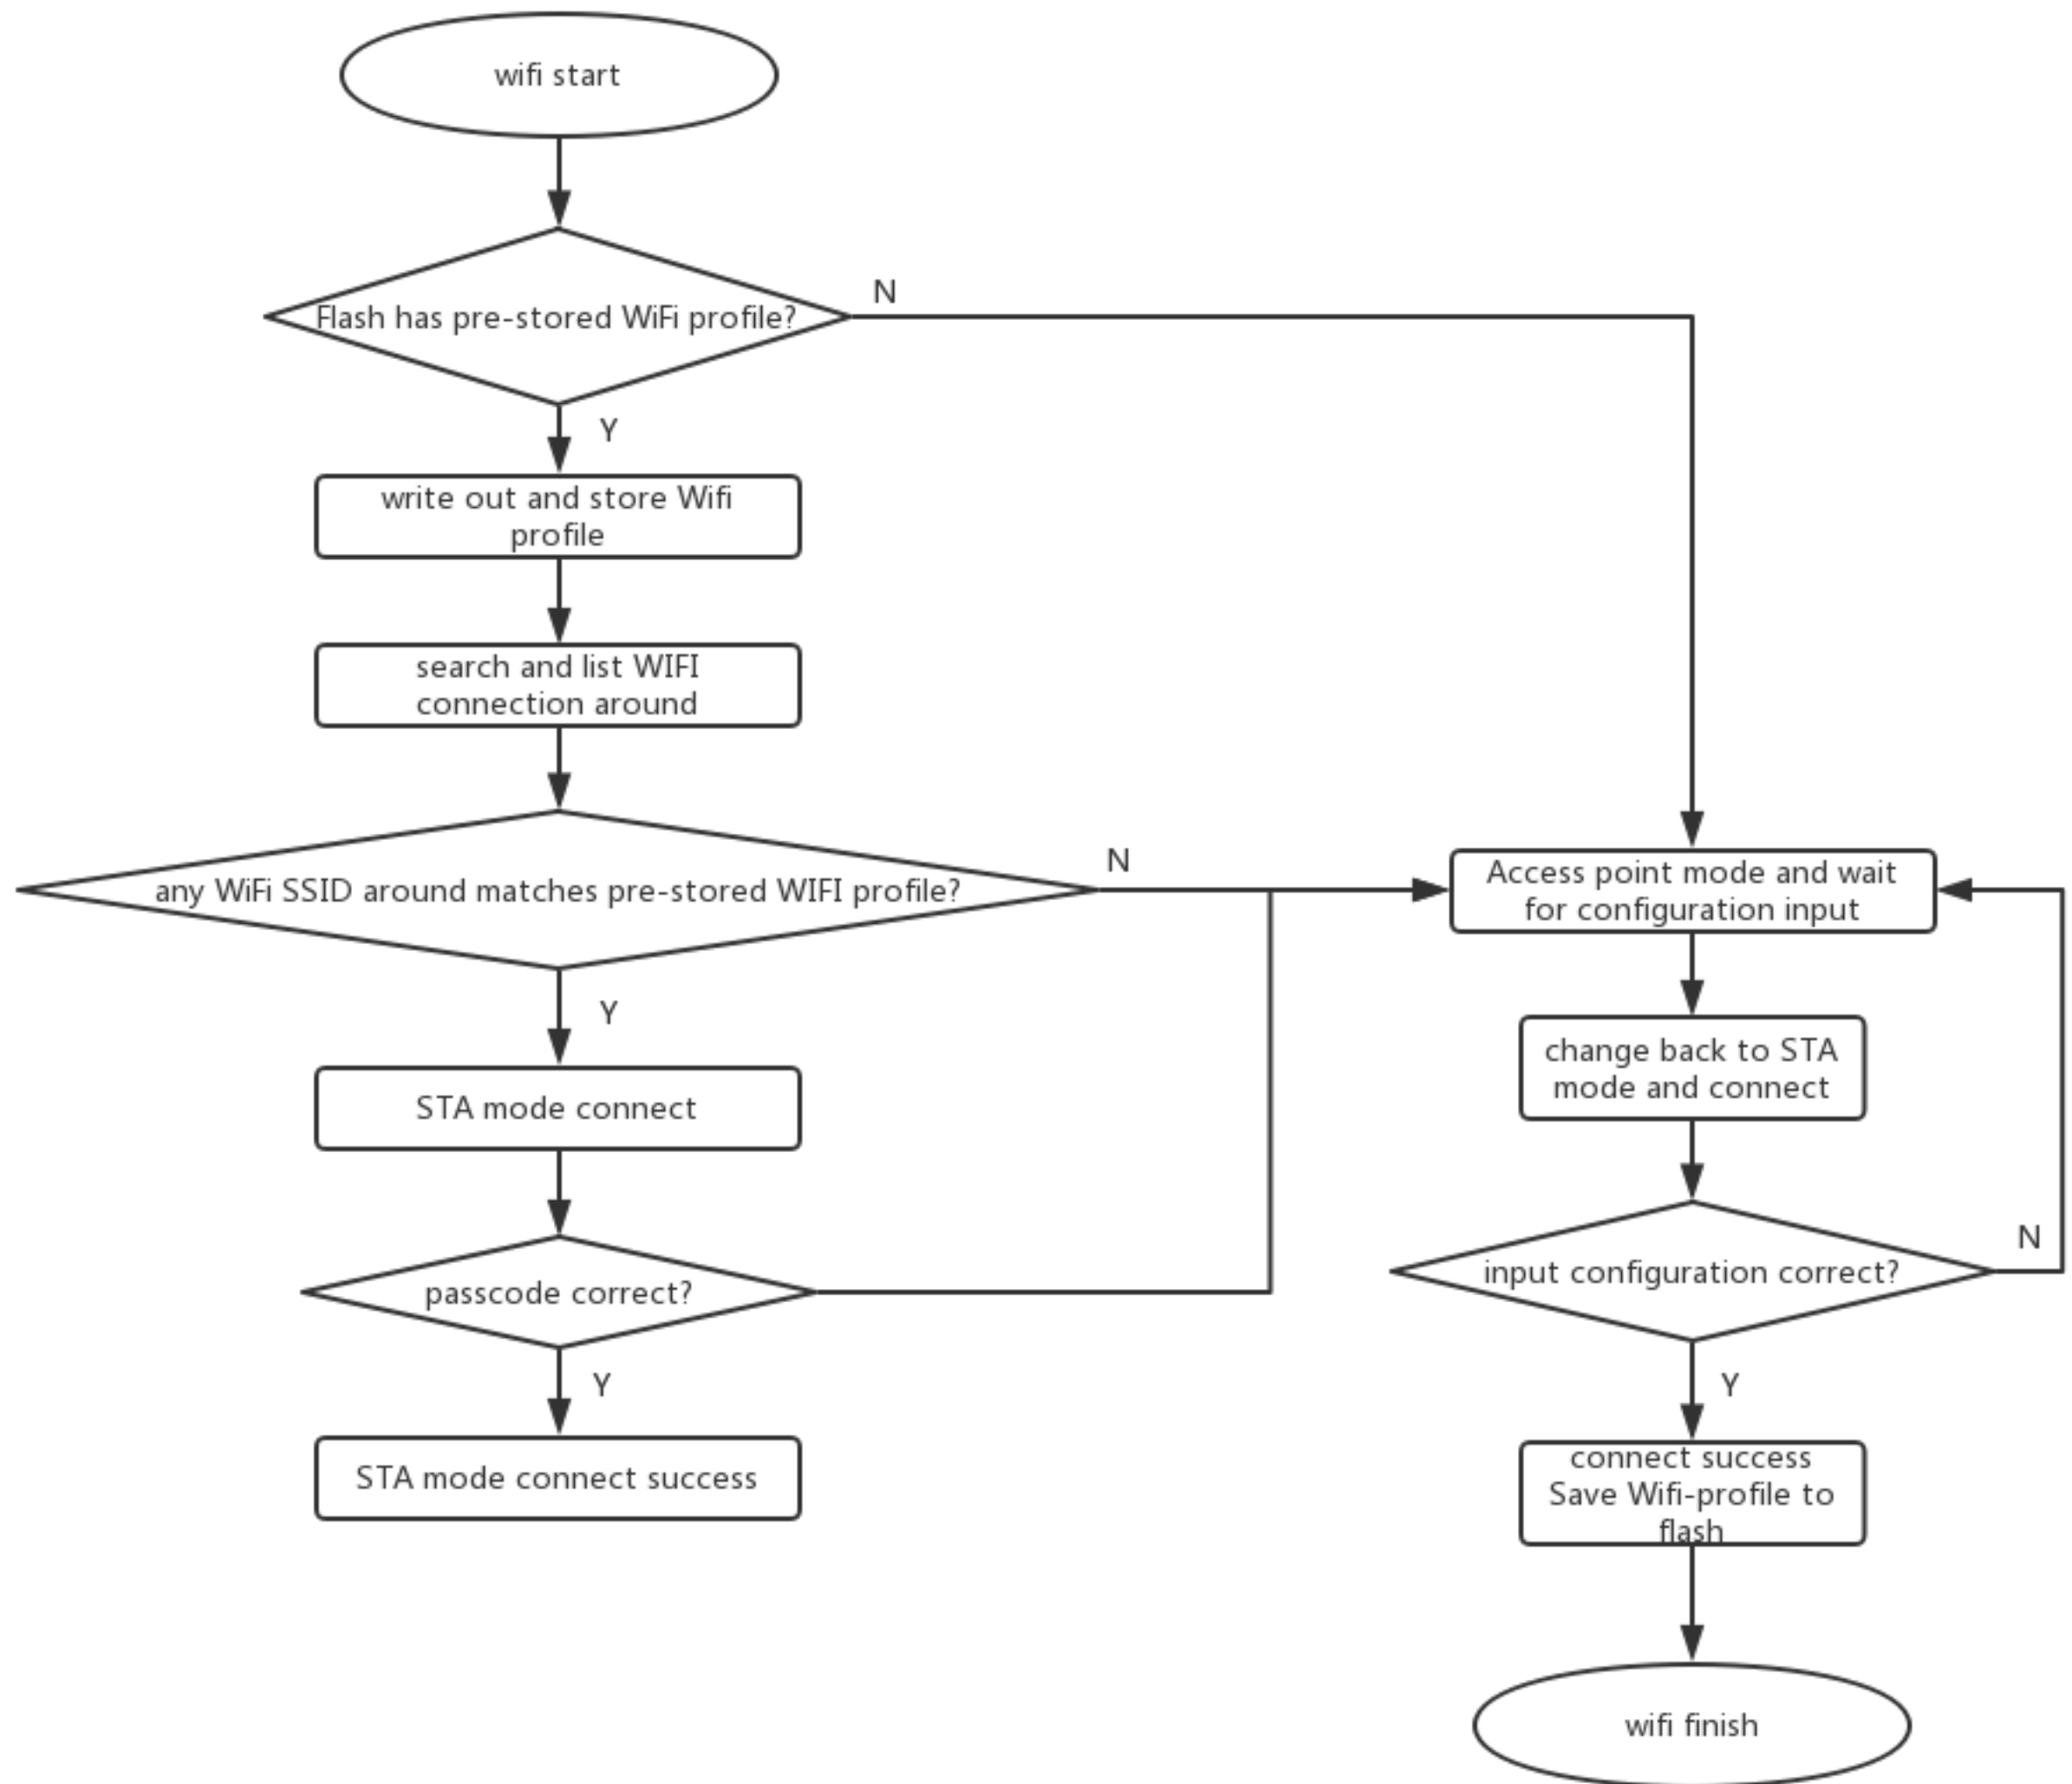 wifi start
Flash has pre-stored WiFi profile?
N
Y
write out and store Wifi
profile
search and list WIFI
connection around
any WiFi SSID around matches pre-stored WIFI profile?
N
Y
STA mode connect
passcode correct?
Y
STA mode connect success
Access point mode and wait
for configuration input
change back to STA
mode and connect
input configuration correct?
N
Y
connect success
Save Wifi-profile to
flash
wifi finish